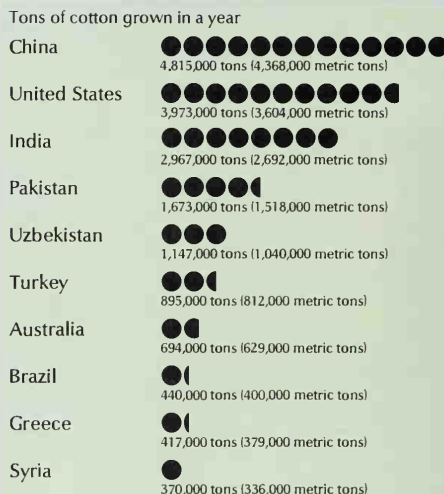 Tons of cotton grown in a year
China
4,815,000 tons (4,368,000 metric tons)
United States
3,973,000 tons (3,604,000 metric tons)
India
2,967,000 tons (2,692,000 metric tons)
Pakistan
1,673,000 tons (1,518,000 metric tons)
Uzbekistan
1,147,000 tons (1,040,000 metric tons)
Turkey
895,000 tons (812,000 metric tons)
Australia
694,000 tons (629,000 metric tons)
Brazil
440,000 tons (400,000 metric tons)
Greece
417,000 tons (379,000 metric tons)
Syria
370,000 tons (336,000 metric tons)